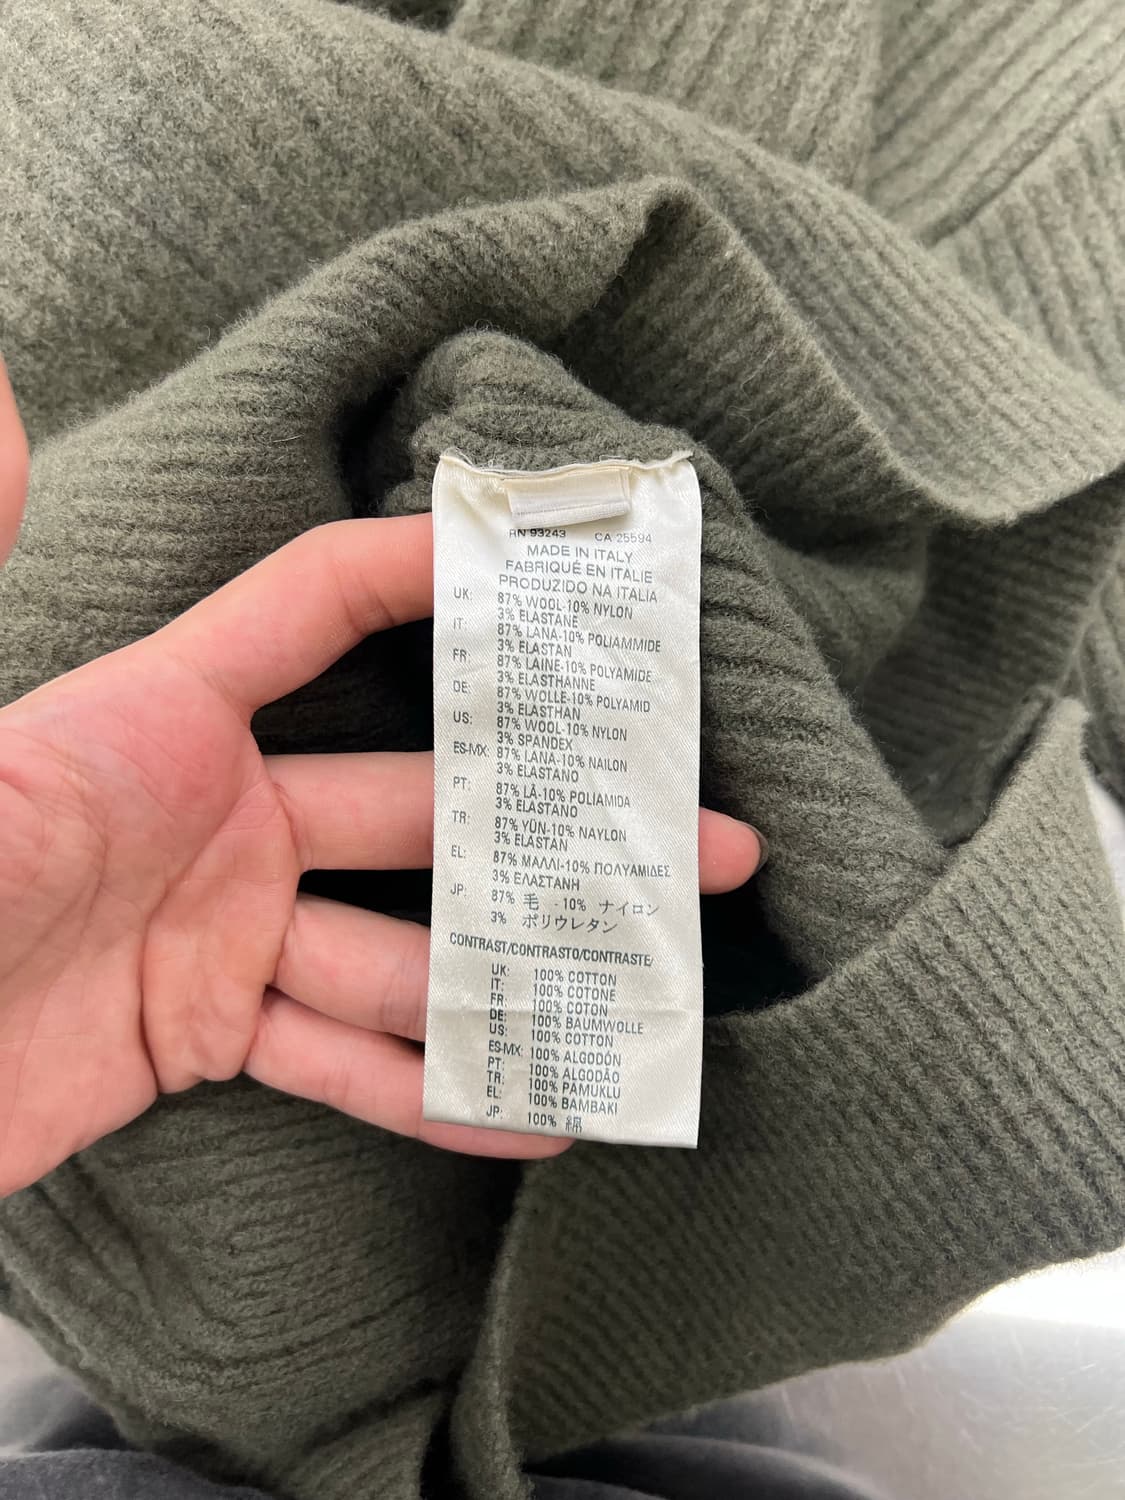 RN 93243 CA 25594
MADE IN ITALY
FABRIQUÉ EN ITALIE
PRODUZIDO NA ITALIA
UK: 87% WOOL-10% NYLON
3% ELASTANE
IT: 87% LANA-10% POLIAMMIDE
3% ELASTAN
FR: 87% LAINE-10% POLYAMIDE
3% ELASTHANNE
DE: 87% WOLLE-10% POLYAMID
3% ELASTHAN
US: 87% WOOL-10% NYLON
3% SPANDEX
ES-MX: 87% LANA-10% NAILON
3% ELASTANO
PT: 87% LÃ-10% POLIAMIDA
3% ELASTANO
TR: 87% YÜN-10% NAYLON
3% ELASTAN
EL: 87% ΜΑΛΛΙ-10% ΠΟΛΥΑΜΙΔΕΣ
3% ΕΛΑΣΤΑΝΗ
JP: 87% 毛 -10% ナイロン
3% ポリウレタン
CONTRAST/CONTRASTO/CONTRASTE/
UK: 100% COTTON
IT: 100% COTONE
FR: 100% COTON
DE: 100% BAUMWOLLE
US: 100% COTTON
ES-MX: 100% ALGODÓN
PT: 100% ALGODÃO
TR: 100% PAMUKLU
EL: 100% BAMBAKI
JP: 100% 綿